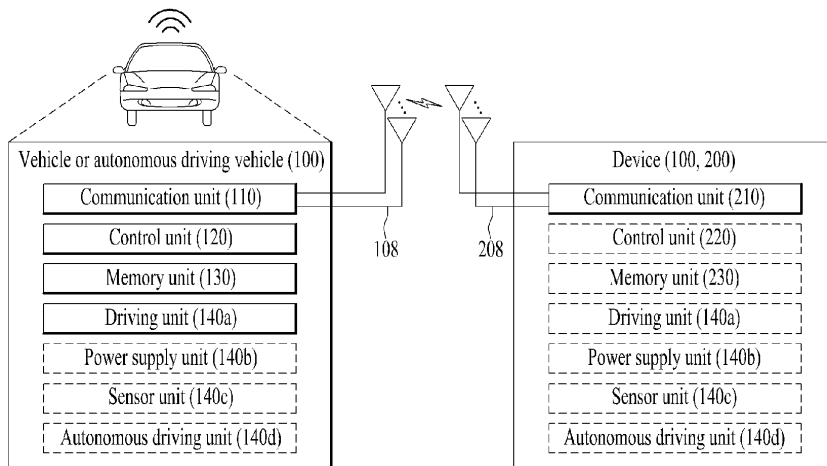 Vehicle or autonomous driving vehicle (100)
Communication unit (110)
Control unit (120)
Memory unit (130)
Driving unit (140a)
Power supply unit (140b)
Sensor unit (140c)
Autonomous driving unit (140d)
108
208
Device (100, 200)
Communication unit (210)
Control unit (220)
Memory unit (230)
Driving unit (140a)
Power supply unit (140b)
Sensor unit (140c)
Autonomous driving unit (140d)